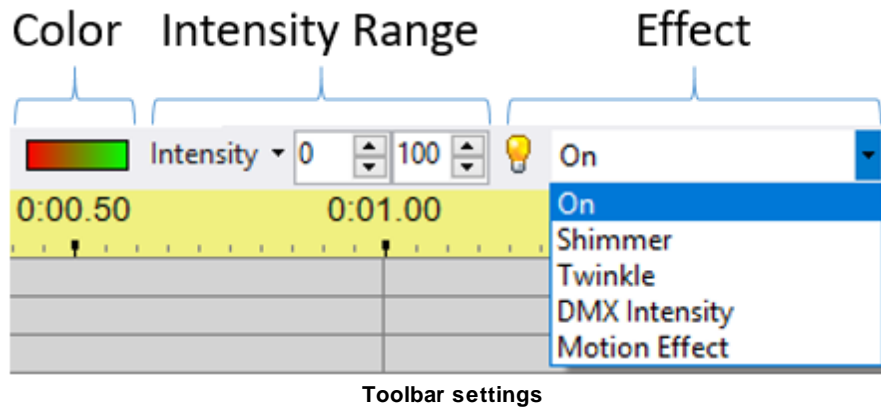 Color Intensity Range Effect
Intensity 0 100 On
0:00.50 0:01.00 On
Shimmer
Twinkle
DMX Intensity
Motion Effect
Toolbar settings